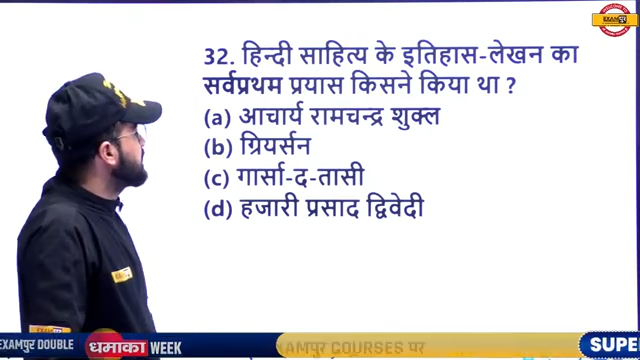 32. हिन्दी साहित्य के इतिहास-लेखन का
सर्वप्रथम प्रयास किसने किया था ?
(a) आचार्य रामचन्द्र शुक्ल
(b) ग्रियर्सन
(c) गार्सा-द-तासी
(d) हजारी प्रसाद द्विवेदी
EXAMपुर DOUBLE धमाका WEEK
EXAMपुर COURSES पर
SUPE